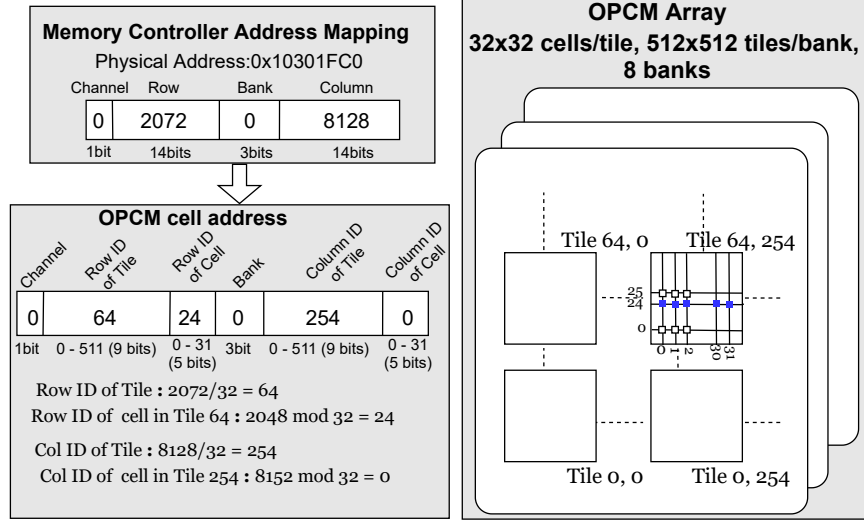 Memory Controller Address Mapping
Physical Address:0x10301FC0
Channel Row Bank Column
0 2072 0 8128
1bit 14bits 3bits 14bits
OPCM cell address
Channel
Row ID of Tile
Row ID of Cell
Bank
Column ID of Tile
Column ID of Cell
0 64 24 0 254 0
1bit 0 - 511 (9 bits) 0 - 31 (5 bits) 3bit 0 - 511 (9 bits) 0 - 31 (5 bits)
Row ID of Tile : 2072/32 = 64
Row ID of cell in Tile 64 : 2048 mod 32 = 24
Col ID of Tile : 8128/32 = 254
Col ID of cell in Tile 254 : 8152 mod 32 = 0
OPCM Array
32x32 cells/tile, 512x512 tiles/bank,
8 banks
Tile 64, 0 Tile 64, 254
25
24
0
0 1 2 30 31
Tile 0, 0 Tile 0, 254